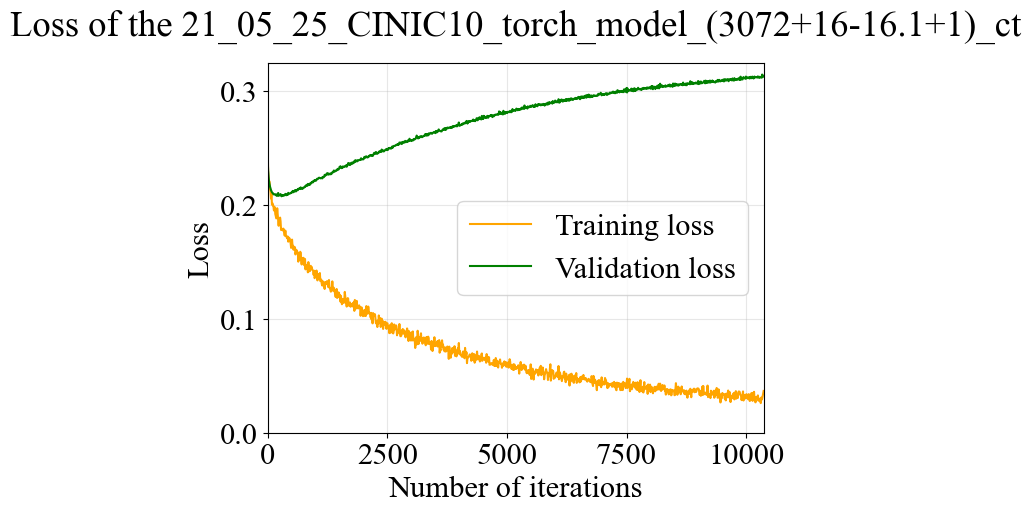 Loss of the 21_05_25_CINIC10_torch_model_(3072+16-16.1+1)_ct
0.3
0.2
0.1
0.0
Loss
Training loss
Validation loss
0 2500 5000 7500 10000
Number of iterations